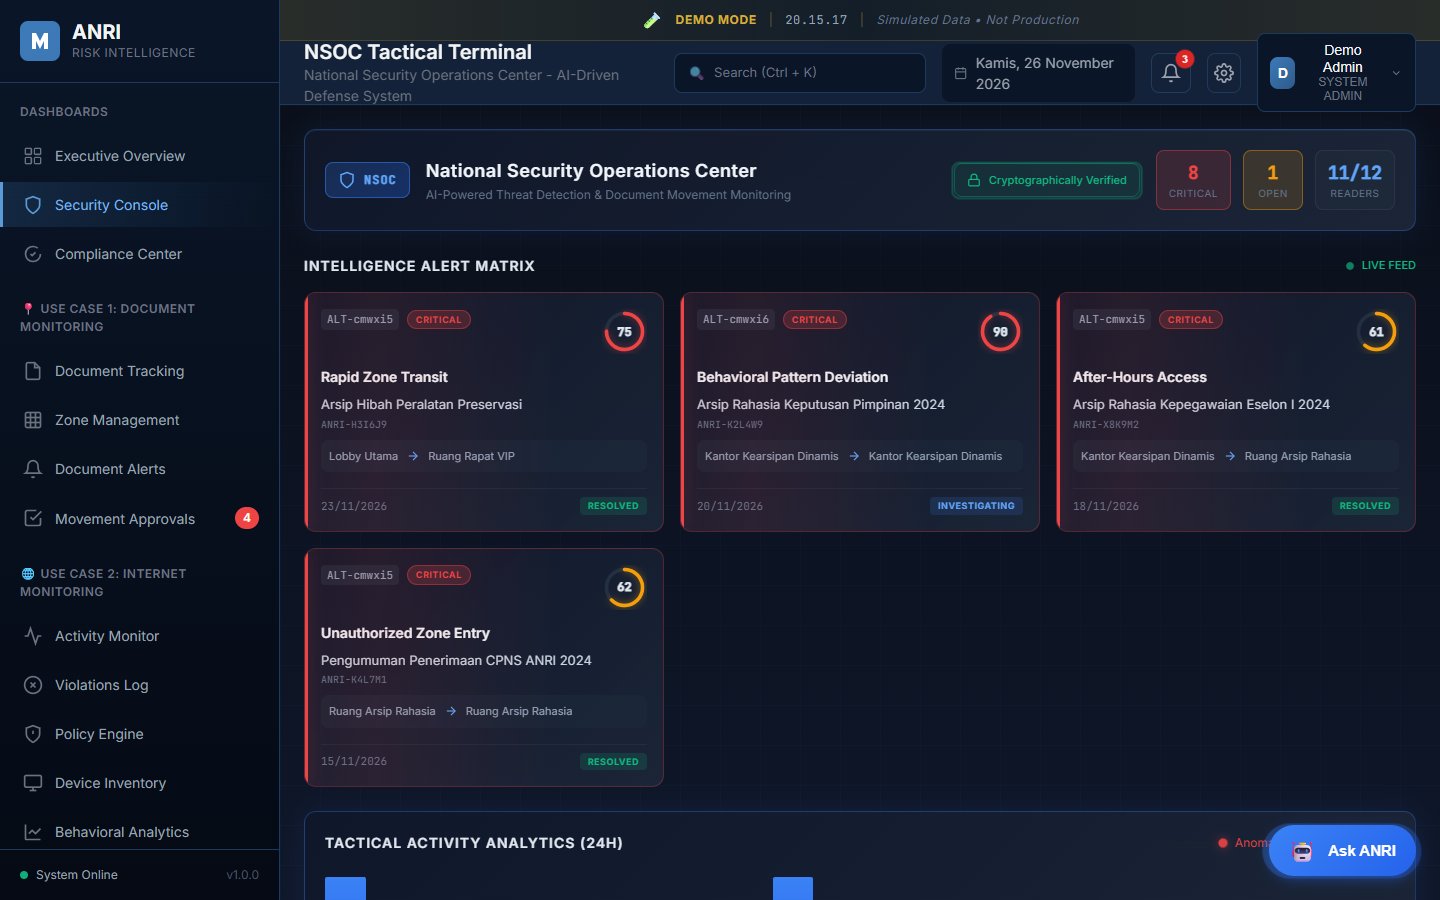 M
ANRI
RISK INTELLIGENCE
DASHBOARDS
Executive Overview
Security Console
Compliance Center
USE CASE 1: DOCUMENT
MONITORING
Document Tracking
Zone Management
Document Alerts
Movement Approvals 4
USE CASE 2: INTERNET
MONITORING
Activity Monitor
Violations Log
Policy Engine
Device Inventory
Behavioral Analytics
System Online v1.0.0
DEMO MODE 20.15.17 Simulated Data • Not Production
NSOC Tactical Terminal
National Security Operations Center - AI-Driven
Defense System
Search (Ctrl + K)
Kamis, 26 November
2026
3
D
Demo
Admin
SYSTEM
ADMIN
NSOC
National Security Operations Center
AI-Powered Threat Detection & Document Movement Monitoring
Cryptographically Verified
8
CRITICAL
1
OPEN
11/12
READERS
INTELLIGENCE ALERT MATRIX
LIVE FEED
ALT-cmwxi5 CRITICAL 75
Rapid Zone Transit
Arsip Hibah Peralatan Preservasi
ANRI-H3I6J9
Lobby Utama → Ruang Rapat VIP
23/11/2026 RESOLVED
ALT-cmwxi6 CRITICAL 90
Behavioral Pattern Deviation
Arsip Rahasia Keputusan Pimpinan 2024
ANRI-K2L4W9
Kantor Kearsipan Dinamis → Kantor Kearsipan Dinamis
20/11/2026 INVESTIGATING
ALT-cmwxi5 CRITICAL 61
After-Hours Access
Arsip Rahasia Kepegawaian Eselon I 2024
ANRI-X8K9M2
Kantor Kearsipan Dinamis → Ruang Arsip Rahasia
18/11/2026 RESOLVED
ALT-cmwxi5 CRITICAL 62
Unauthorized Zone Entry
Pengumuman Penerimaan CPNS ANRI 2024
ANRI-K4L7M1
Ruang Arsip Rahasia → Ruang Arsip Rahasia
15/11/2026 RESOLVED
TACTICAL ACTIVITY ANALYTICS (24H)
Ask ANRI